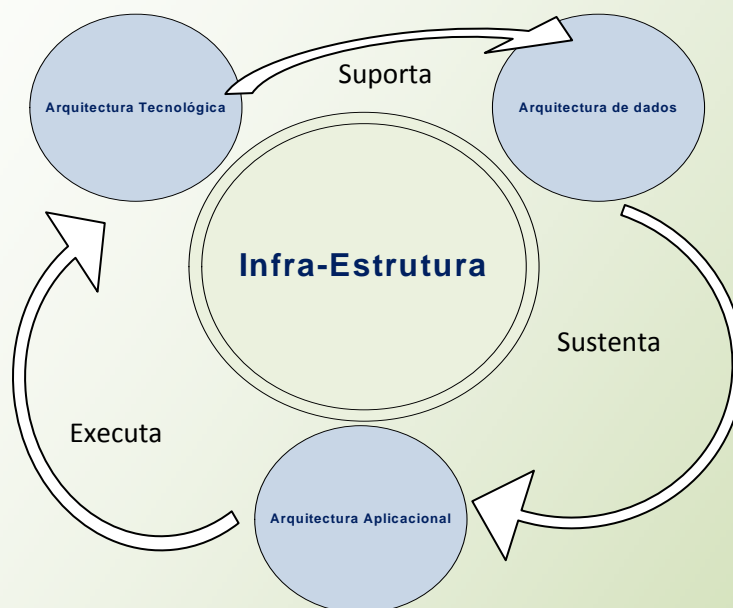 Suporta
Arquitectura Tecnológica
Arquitectura de dados
Infra-Estrutura
Sustenta
Executa
Arquitectura Aplicacional